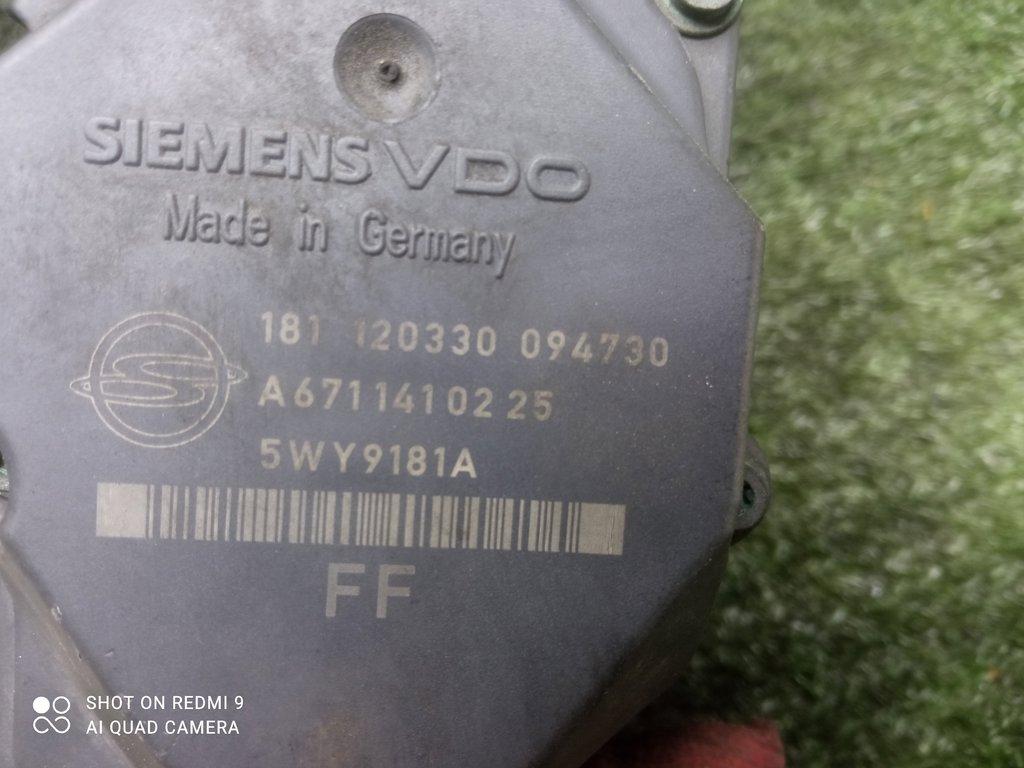 SIEMENS VDO
Made in Germany
181 120330 094730
A671 141 02 25
5WY9181A
FF
SHOT ON REDMI 9
AI QUAD CAMERA